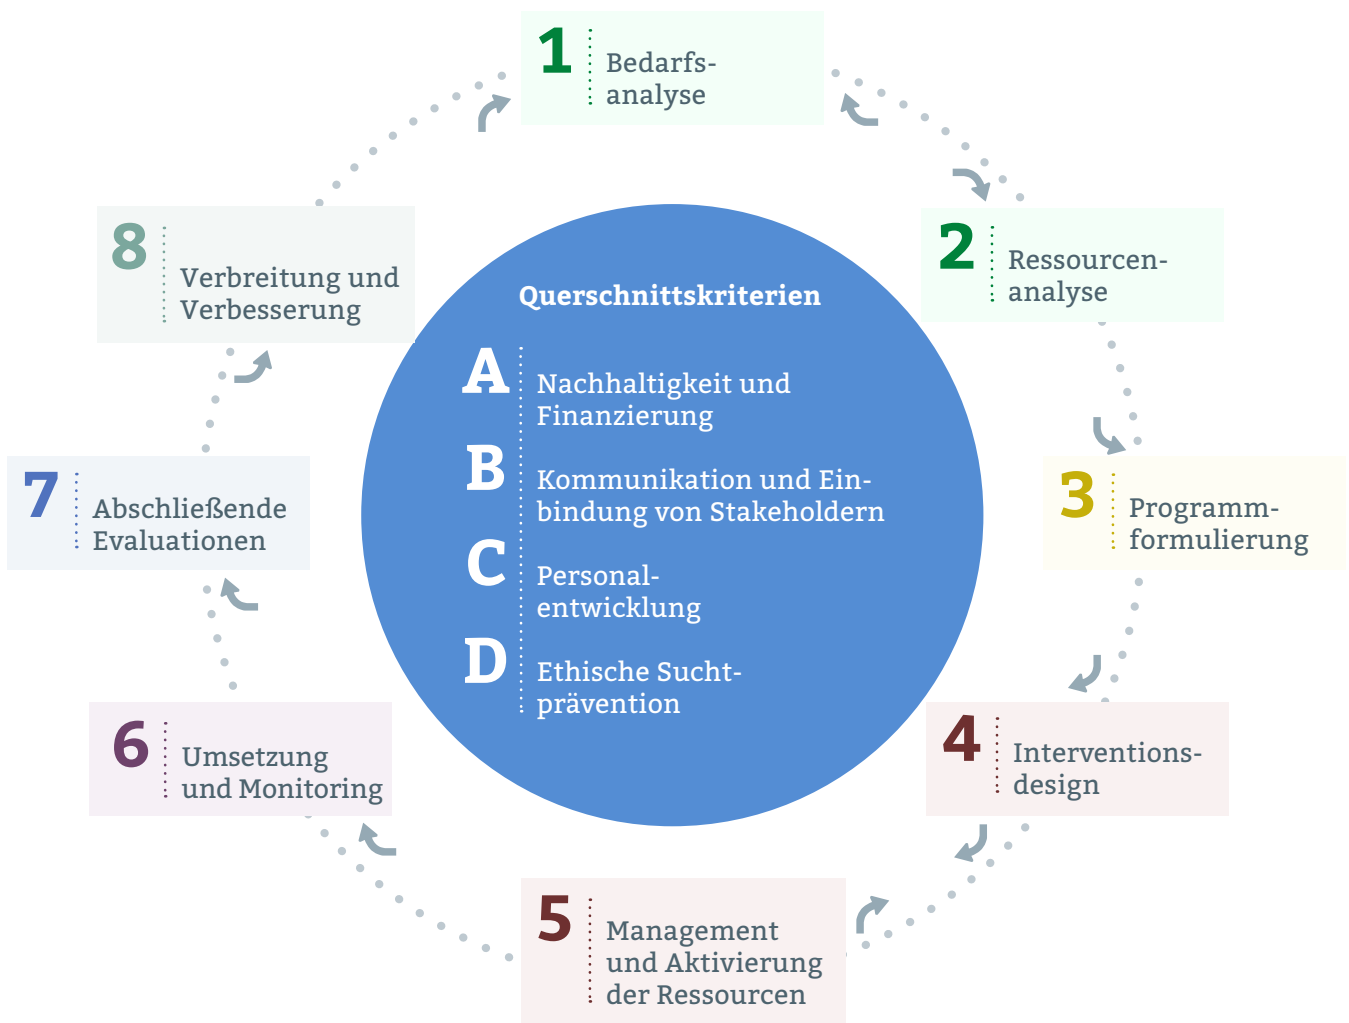 1
Bedarfs-
analyse
2
Ressourcen-
analyse
3
Programm-
formulierung
4
Interventions-
design
5
Management
und Aktivierung
der Ressourcen
6
Umsetzung
und Monitoring
7
Abschließende
Evaluationen
8
Verbreitung und
Verbesserung
Querschnittskriterien
A
Nachhaltigkeit und
Finanzierung
B
Kommunikation und Ein-
bindung von Stakeholdern
C
Personal-
entwicklung
D
Ethische Sucht-
prävention